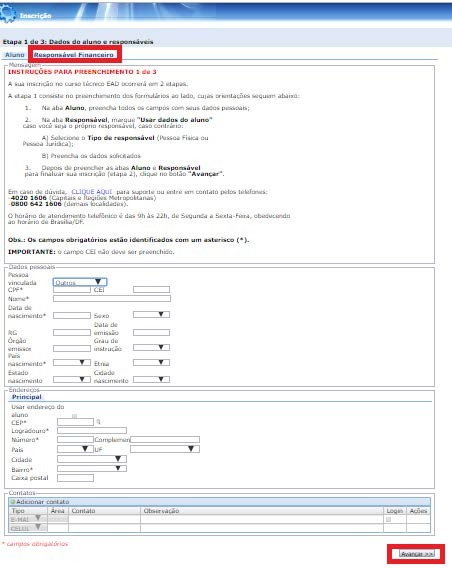 Inscrição
Etapa 1 de 3: Dados do aluno e responsáveis
Aluno Responsável Financeiro
Mensagem
INSTRUÇÕES PARA PREENCHIMENTO 1 de 3
A sua inscrição no curso técnico EAD ocorrerá em 2 etapas.
A etapa 1 consiste no preenchimento dos formulários ao lado, cujas orientações seguem abaixo:
1. Na aba Aluno, preencha todos os campos com seus dados pessoais;
2. Na aba Responsável, marque "Usar dados do aluno"
caso você seja o próprio responsável, caso contrário:
A) Selecione o Tipo de responsável (Pessoa Física ou
Pessoa Jurídica);
B) Preencha os dados solicitados
3. Depois de preencher as abas Aluno e Responsável
para finalizar sua inscrição (etapa 2), clique no botão "Avançar".
Em caso de dúvida, CLIQUE AQUI para suporte ou entre em contato pelos telefones:
4020 1606 (Capitais e Regiões Metropolitanas)
0800 642 1606 (demais localidades).
O horário de atendimento telefônico é das 9h às 22h, de Segunda a Sexta-Feira, obedecendo
ao horário de Brasília/DF.
Obs.: Os campos obrigatórios estão identificados com um asterisco (*).
IMPORTANTE: o campo CEI não deve ser preenchido.
Dados pessoais
Pessoa
vinculada Outros
CPF* CEI
Nome*
Data de
nascimento* Sexo
Data de
RG emissão
Órgão Grau de
emissor instrução
País
nascimento* Etnia
Estado Cidade
nascimento nascimento
Endereços
Principal
Usar endereço do
aluno
CEP*
Logradouro*
Número* Complemen
País UF
Cidade
Bairro*
Caixa postal
Contatos
Adicionar contato
Tipo Área Contato Observação Login Ações
E-MAI
CELUL
* campos obrigatórios
Avançar >>